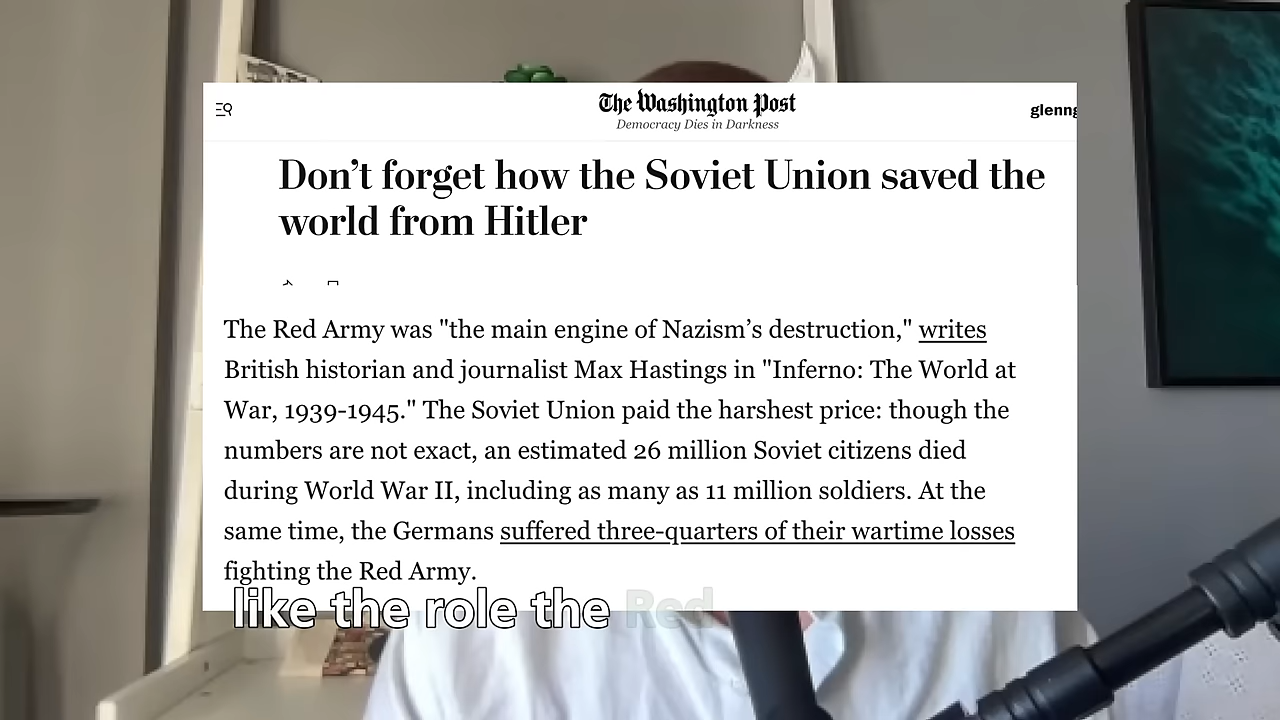 The Washington Post
Democracy Dies in Darkness
glenng
Don’t forget how the Soviet Union saved the
world from Hitler
The Red Army was "the main engine of Nazism’s destruction," writes
British historian and journalist Max Hastings in "Inferno: The World at
War, 1939-1945." The Soviet Union paid the harshest price: though the
numbers are not exact, an estimated 26 million Soviet citizens died
during World War II, including as many as 11 million soldiers. At the
same time, the Germans suffered three-quarters of their wartime losses
fighting the Red Army.
like the role the Red